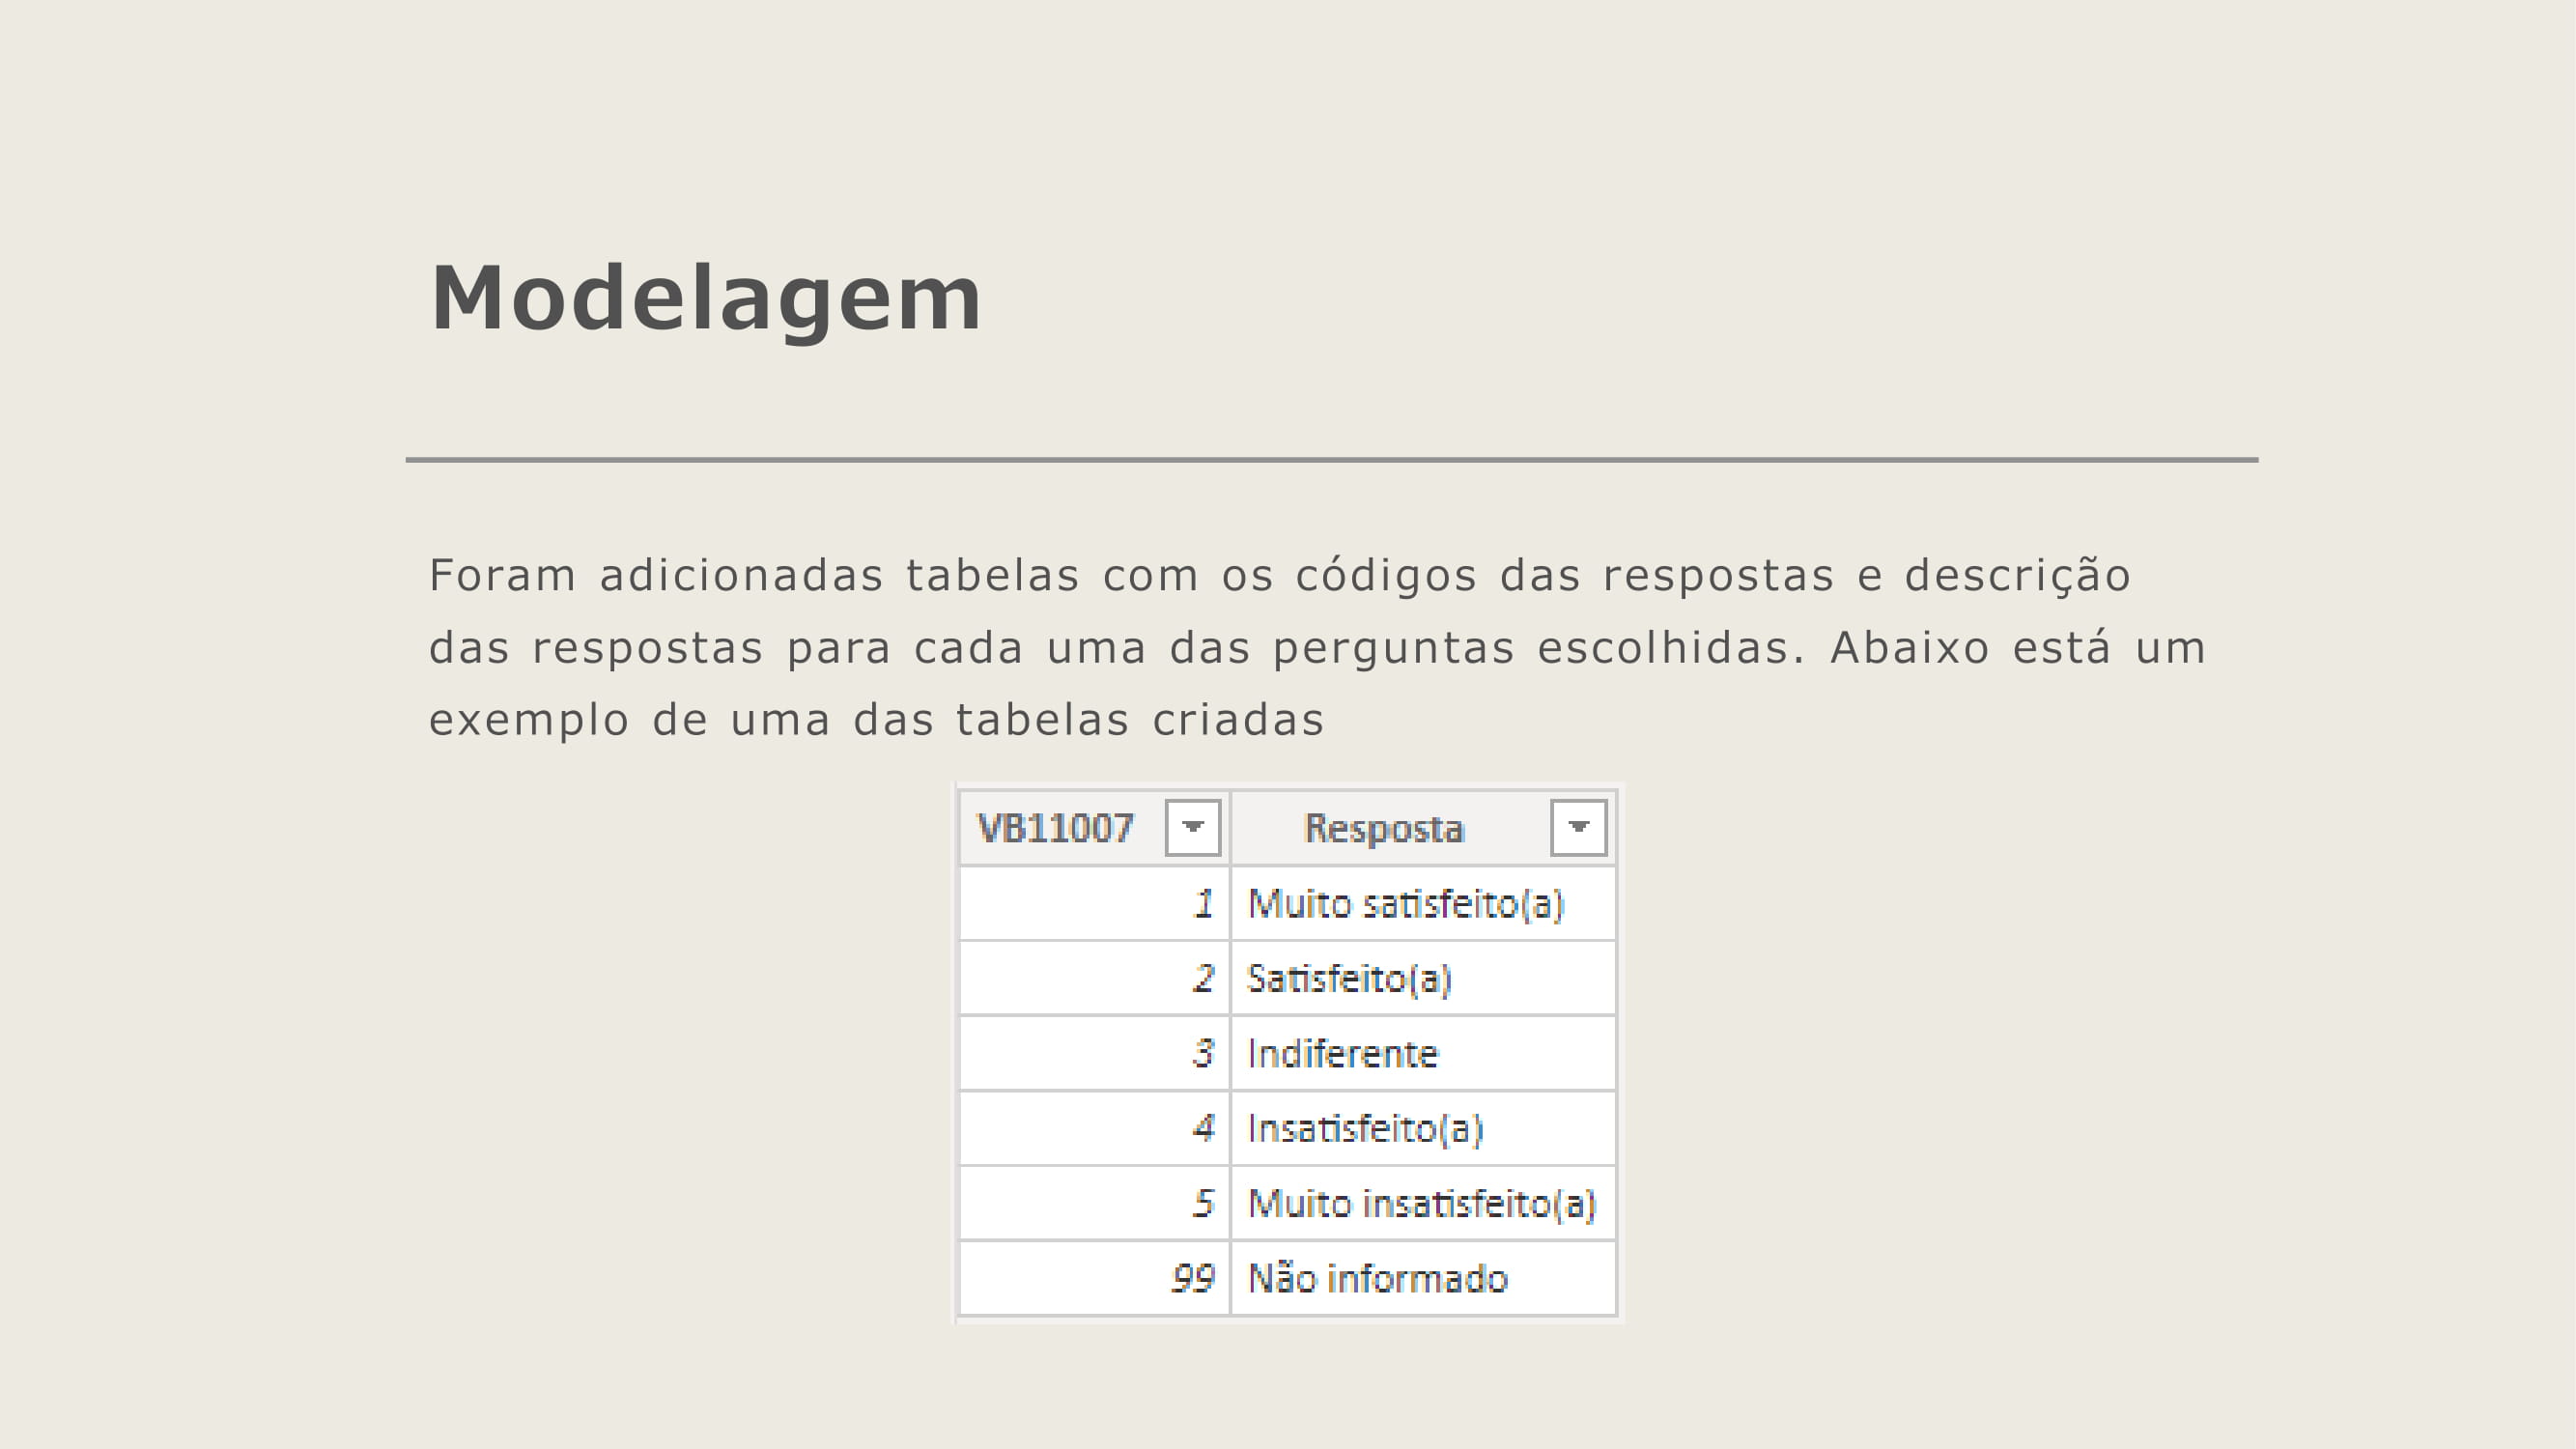 Modelagem
Foram adicionadas tabelas com os códigos das respostas e descrição
das respostas para cada uma das perguntas escolhidas. Abaixo está um
exemplo de uma das tabelas criadas
VB11007 Resposta
1 Muito satisfeito(a)
2 Satisfeito(a)
3 Indiferente
4 Insatisfeito(a)
5 Muito insatisfeito(a)
99 Não informado